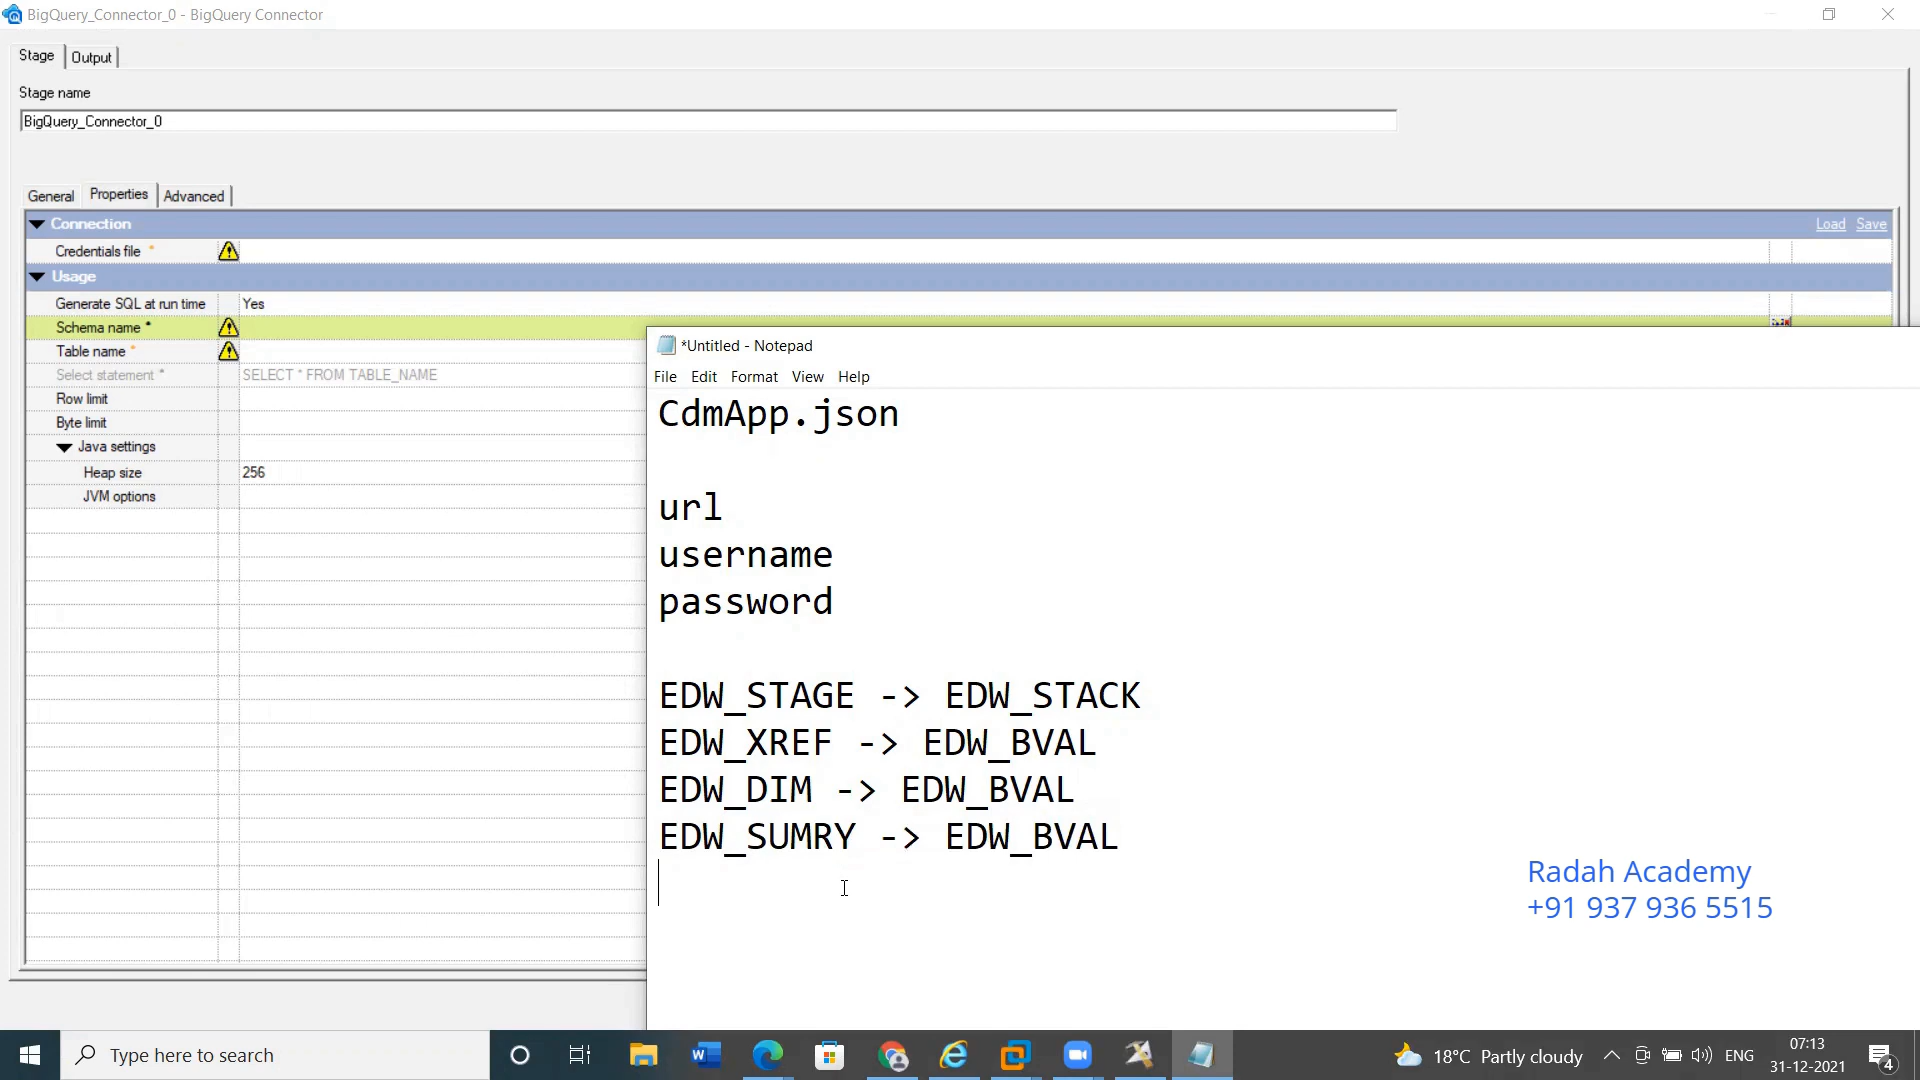 BigQuery_Connector_0 - BigQuery Connector
Stage
Output
Stage name
BigQuery_Connector_0
General
Properties
Advanced
Connection
Load
Save
Credentials file *
Usage
Generate SQL at run time
Yes
Schema name *
Table name *
Select statement *
SELECT * FROM TABLE_NAME
Row limit
Byte limit
Java settings
Heap size
256
JVM options
*Untitled - Notepad
File
Edit
Format
View
Help
CdmApp.json
url
username
password
EDW_STAGE -> EDW_STACK
EDW_XREF -> EDW_BVAL
EDW_DIM -> EDW_BVAL
EDW_SUMRY -> EDW_BVAL
Radah Academy
+91 937 936 5515
Type here to search
18°C Partly cloudy
ENG
07:13
31-12-2021
4